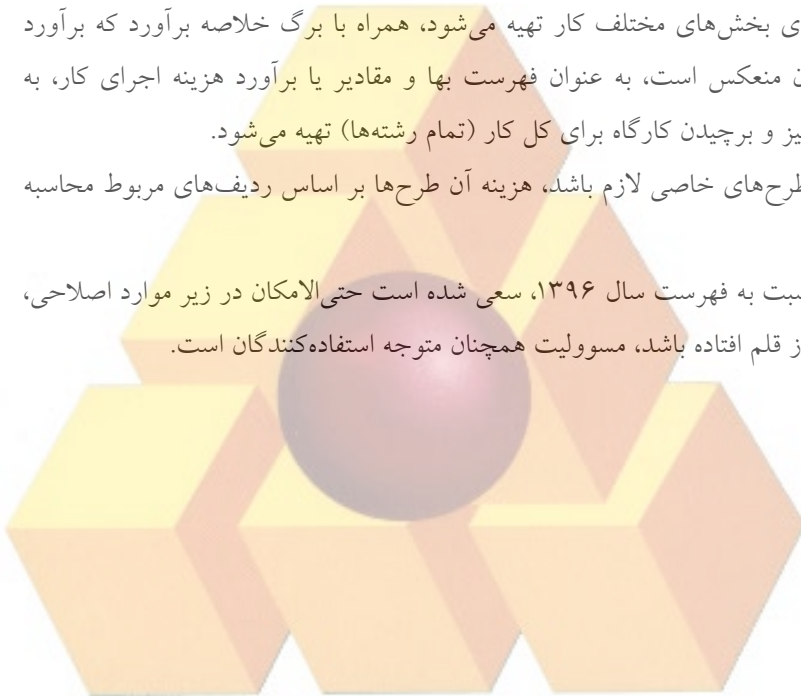 ی بخش‌های مختلف کار تهیه می‌شود، همراه با برگ خلاصه برآورد که برآورد
ن منعکس است، به عنوان فهرست بها و مقادیر یا برآورد هزینه اجرای کار، به
یز و برچیدن کارگاه برای کل کار (تمام رشته‌ها) تهیه می‌شود.
طرح‌های خاصی لازم باشد، هزینه آن طرح‌ها بر اساس ردیف‌های مربوط محاسبه
سبت به فهرست سال ۱۳۹۶، سعی شده است حتی‌الامکان در زیر موارد اصلاحی،
ز قلم افتاده باشد، مسوولیت همچنان متوجه استفاده‌کنندگان است.